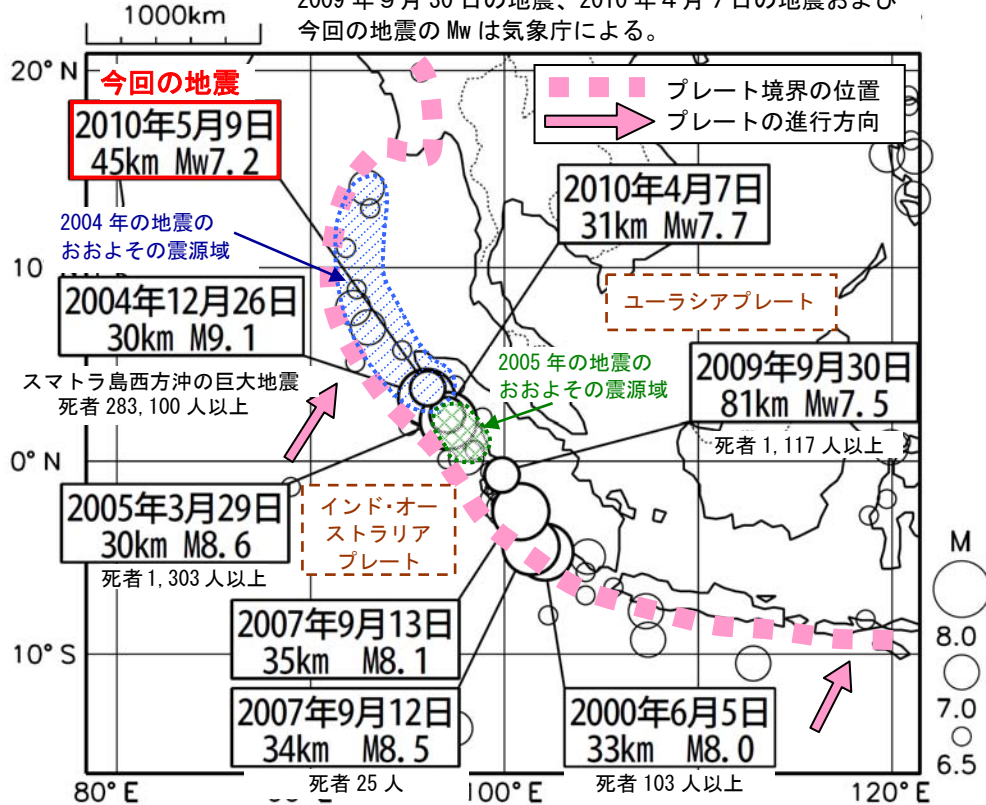 1000km
2009年9月30日の地震、2010年4月7日の地震および
今回の地震のMwは気象庁による。
20°N
今回の地震
2010年5月9日
45km Mw7.2
プレート境界の位置
プレートの進行方向
2010年4月7日
31km Mw7.7
2004年の地震の
おおよその震源域
10°
ユーラシアプレート
2004年12月26日
30km M9.1
スマトラ島西方沖の巨大地震
死者283,100人以上
2005年の地震の
おおよその震源域
2009年9月30日
81km Mw7.5
死者1,117人以上
0°N
2005年3月29日
30km M8.6
死者1,303人以上
インド・オー
ストラリア
プレート
2007年9月13日
35km M8.1
10°S
2007年9月12日
34km M8.5
死者25人
2000年6月5日
33km M8.0
死者103人以上
M
8.0
7.0
6.5
80°E
100°E
120°E